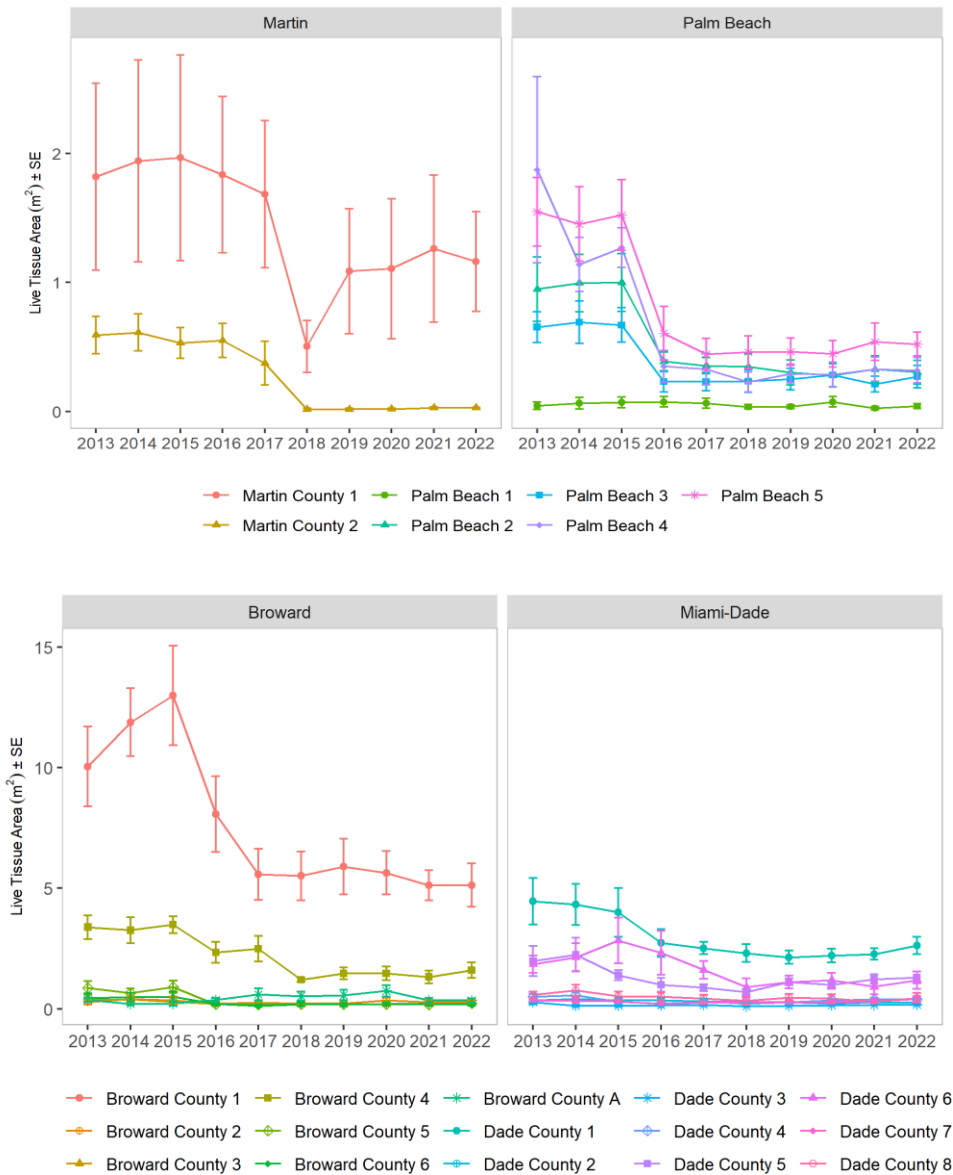 Martin Palm Beach
Live Tissue Area (m²) ± SE
2
1
0
2013 2014 2015 2016 2017 2018 2019 2020 2021 2022 2013 2014 2015 2016 2017 2018 2019 2020 2021 2022
Martin County 1 Palm Beach 1 Palm Beach 3 Palm Beach 5
Martin County 2 Palm Beach 2 Palm Beach 4
Broward Miami-Dade
Live Tissue Area (m²) ± SE
15
10
5
0
2013 2014 2015 2016 2017 2018 2019 2020 2021 2022 2013 2014 2015 2016 2017 2018 2019 2020 2021 2022
Broward County 1 Broward County 4 Broward County A Dade County 3 Dade County 6
Broward County 2 Broward County 5 Dade County 1 Dade County 4 Dade County 7
Broward County 3 Broward County 6 Dade County 2 Dade County 5 Dade County 8